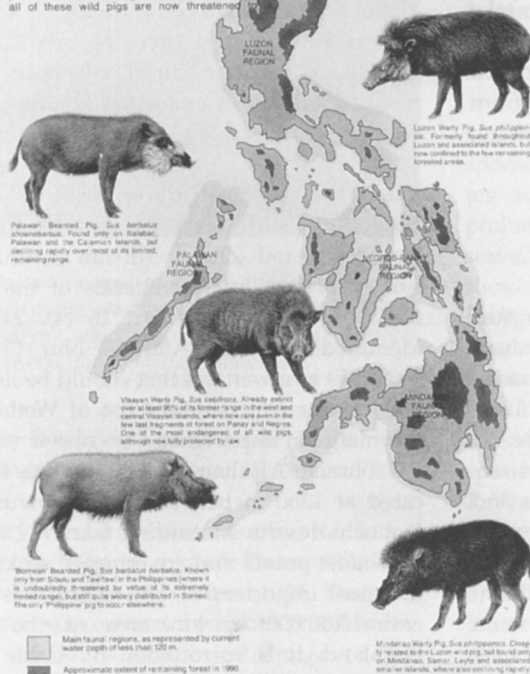 all of these wild pigs are now threatened to
LUZON
FAUNAL
REGION
Luzon Warty Pig, Sus philippen-
sis. Formerly found throughout
Luzon and associated islands, but
now confined to the few remaining
forested areas.
Palawan Bearded Pig, Sus barbatus
ahoenobarbus. Found only on Balabac,
Palawan and the Calamian Islands, but
declining rapidly over most of its limited,
remaining range.
PALAWAN
FAUNAL
REGION
NEGROS-PANAY
FAUNAL
REGION
Visayan Warty Pig, Sus cebifrons. Already extinct
over at least 95% of its former range in the west and
central Visayan Islands; now rare even in the
few last fragments of forest on Panay and Negros.
One of the most endangered of all wild pigs,
although now fully protected by law.
MINDANAO
FAUNAL
REGION
'Bornean' Bearded Pig, Sus barbatus barbatus. Known
only from Sibutu and Tawitawi in the Philippines (where it
is undoubtedly threatened by virtue of its extremely
limited range), but still quite widely distributed in Borneo.
The only 'Philippine' pig to occur elsewhere.
Main faunal regions, as represented by current
water depth of less than 120 m.
Approximate extent of remaining forest in 1990.
Mindanao Warty Pig, Sus philippensis. Close-
ly related to the Luzon wild pig, but found only
on Mindanao, Samar, Leyte and associated
smaller islands, where also declining rapidly